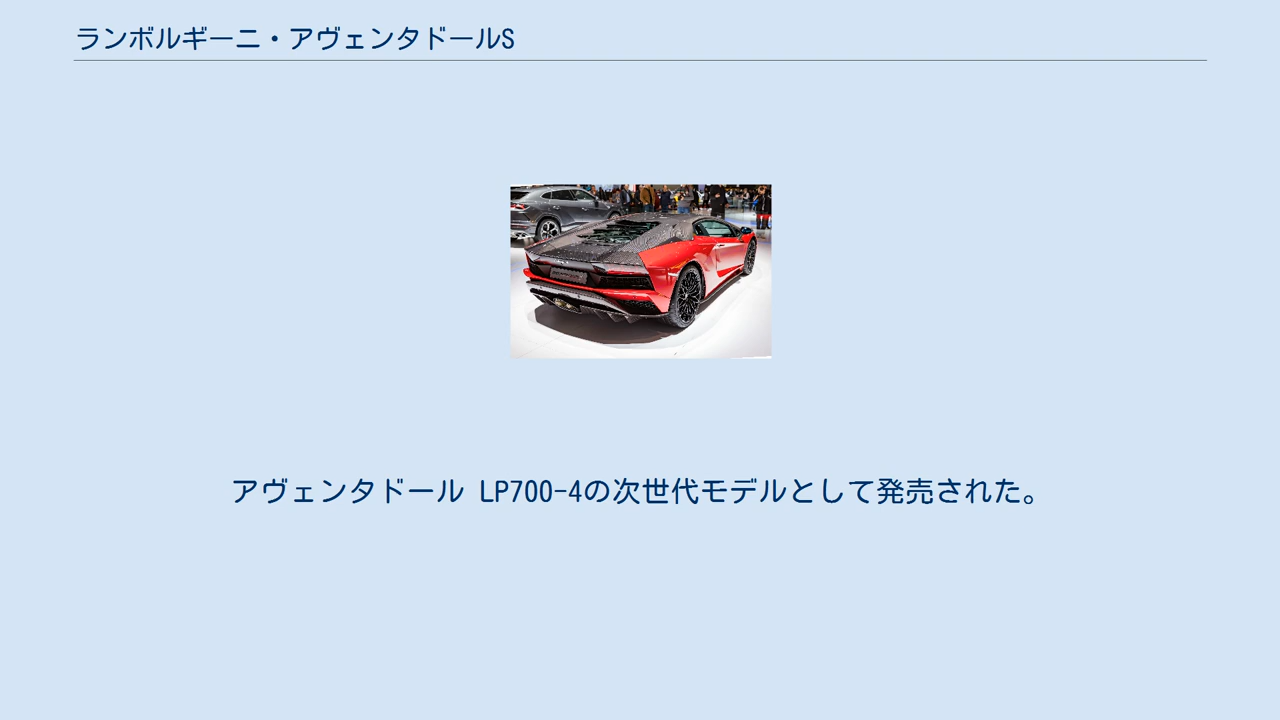 ランボルギーニ・アヴェンタドールS
アヴェンタドール LP700-4の次世代モデルとして発売された。